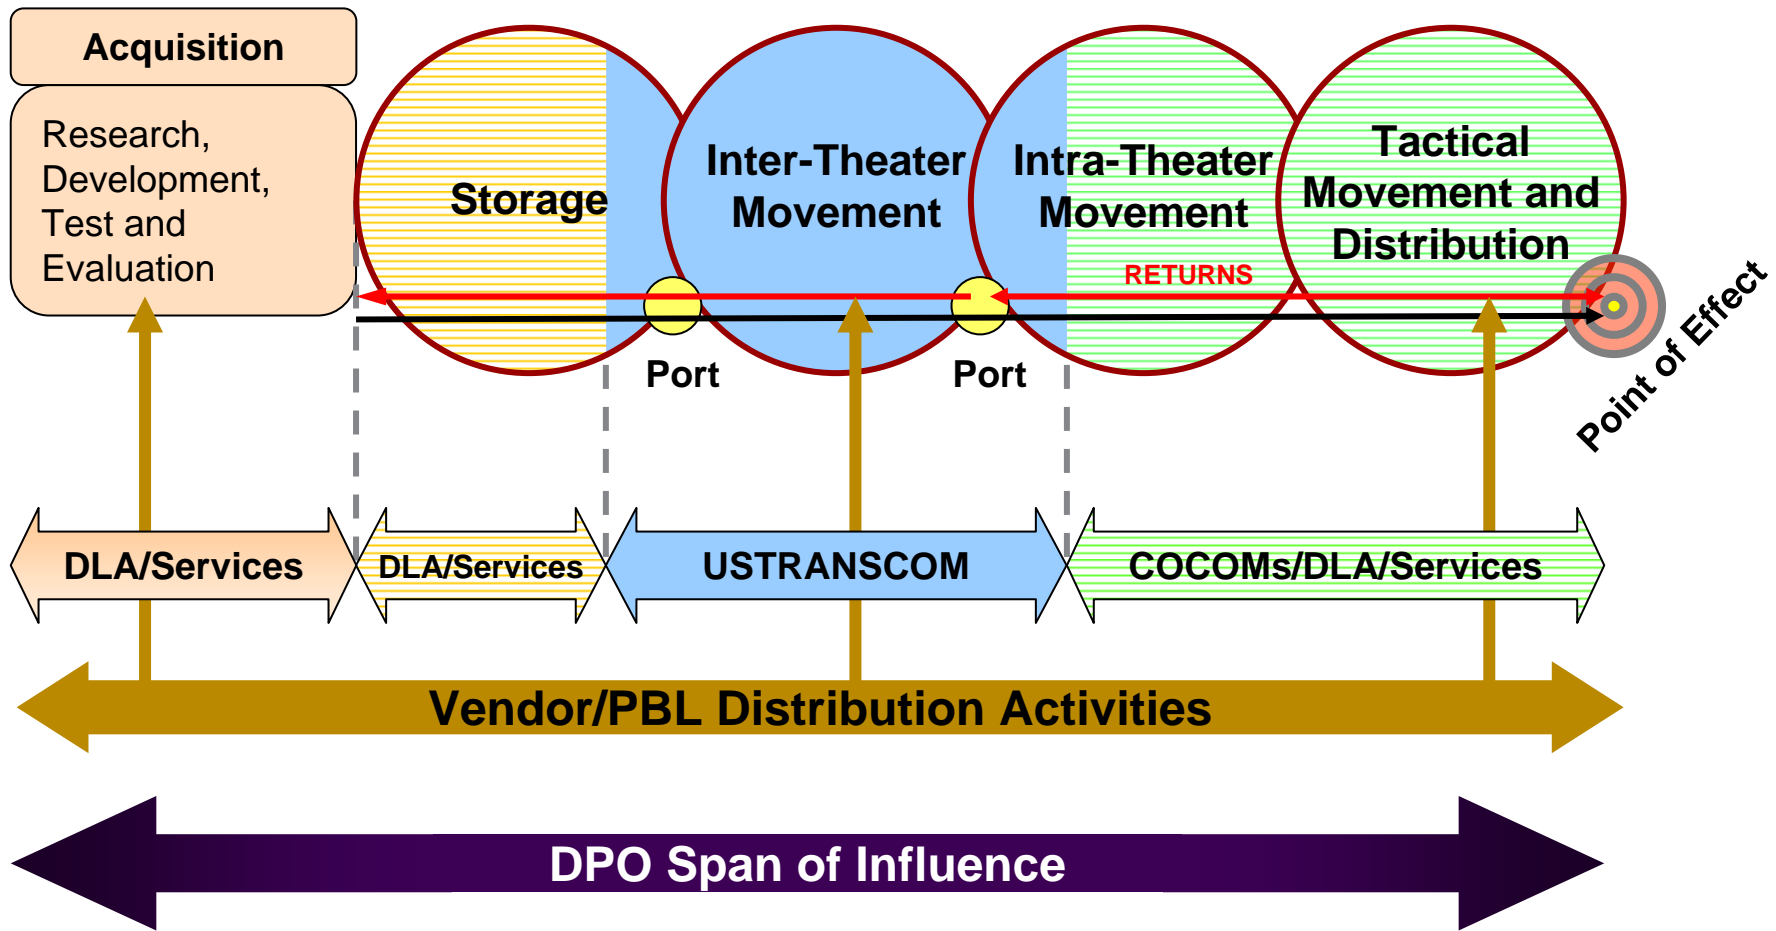 Acquisition
Research,
Development,
Test and
Evaluation
Storage
Inter-Theater
Movement
Intra-Theater
Movement
Tactical
Movement and
Distribution
RETURNS
Port
Port
Point of Effect
DLA/Services
DLA/Services
USTRANSCOM
COCOMs/DLA/Services
Vendor/PBL Distribution Activities
DPO Span of Influence